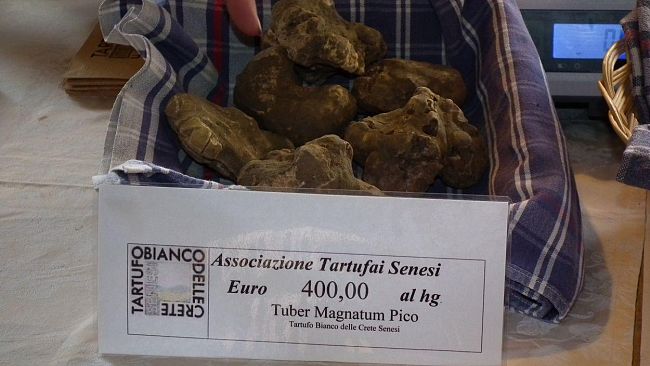 TARTUFO
BIANCO
DELLE
CRETE
SENESI
Associazione Tartufai Senesi
Euro 400,00 al hg
Tuber Magnatum Pico
Tartufo Bianco delle Crete Senesi